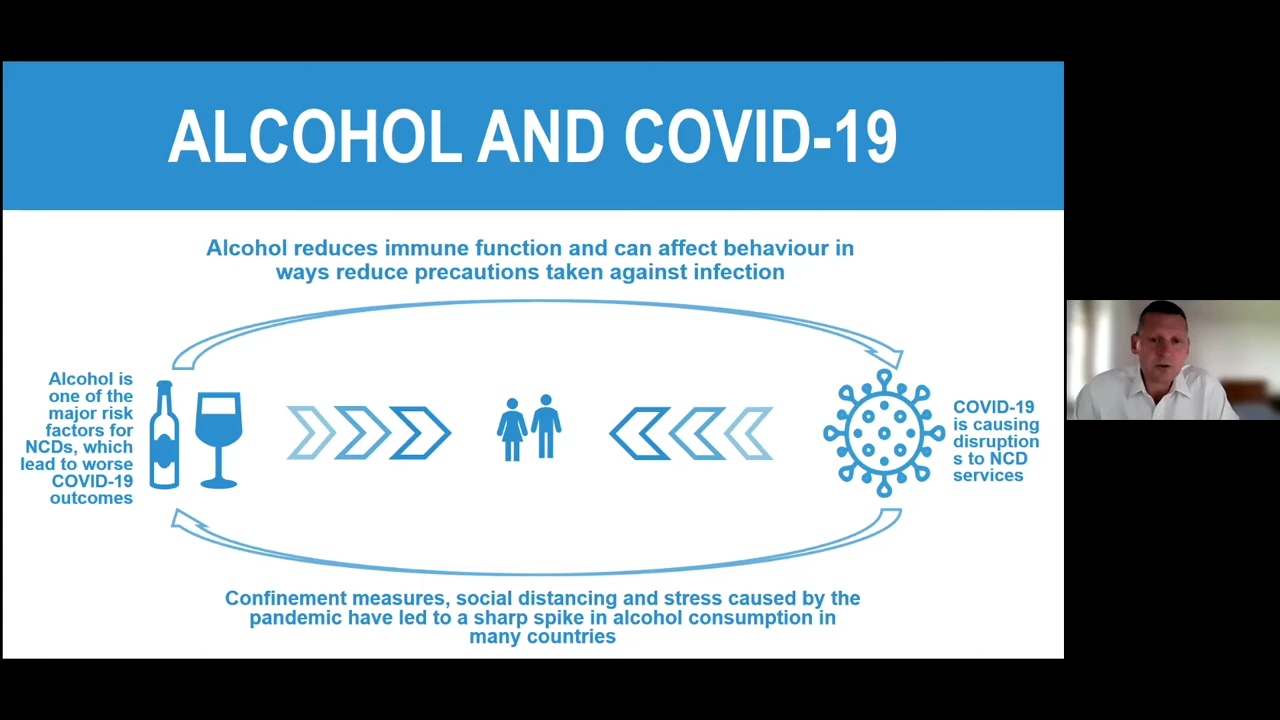 ALCOHOL AND COVID-19
Alcohol reduces immune function and can affect behaviour in
ways reduce precautions taken against infection
Alcohol is
one of the
major risk
factors for
NCDs, which
lead to worse
COVID-19
outcomes
COVID-19
is causing
disruption
s to NCD
services
Confinement measures, social distancing and stress caused by the
pandemic have led to a sharp spike in alcohol consumption in
many countries